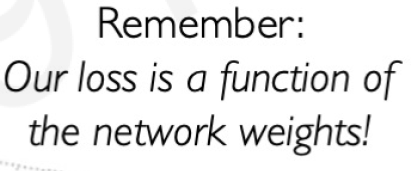 Remember:
Our loss is a function of
the network weights!